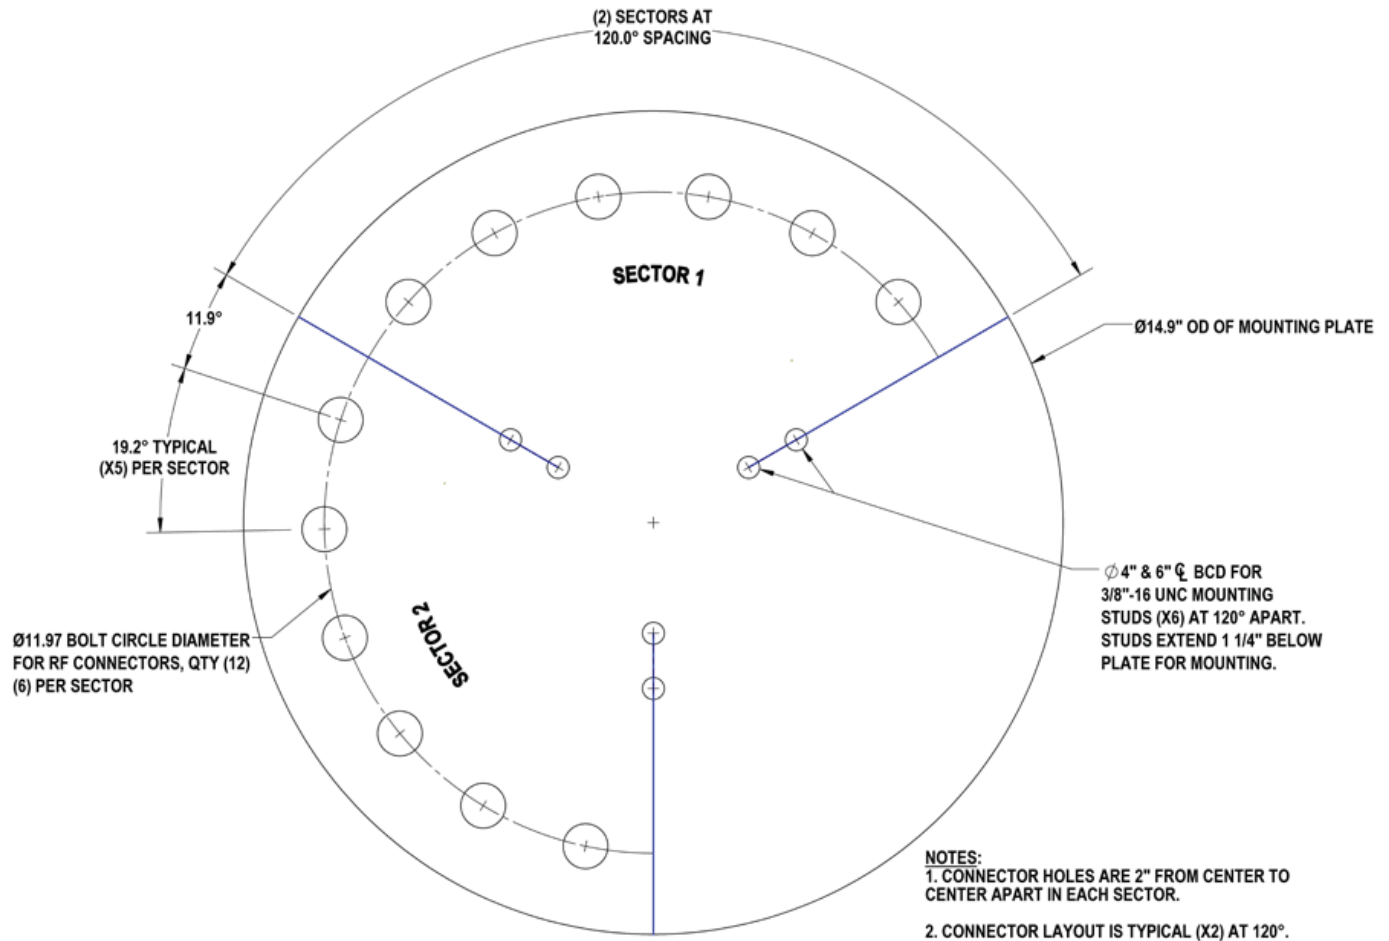 (2) SECTORS AT
120.0° SPACING
SECTOR 1
11.9°
Ø14.9" OD OF MOUNTING PLATE
19.2° TYPICAL
(X5) PER SECTOR
∅4" & 6" ℄ BCD FOR
3/8"-16 UNC MOUNTING
STUDS (X6) AT 120° APART.
STUDS EXTEND 1 1/4" BELOW
PLATE FOR MOUNTING.
SECTOR 2
Ø11.97 BOLT CIRCLE DIAMETER
FOR RF CONNECTORS, QTY (12)
(6) PER SECTOR
NOTES:
1. CONNECTOR HOLES ARE 2" FROM CENTER TO
CENTER APART IN EACH SECTOR.
2. CONNECTOR LAYOUT IS TYPICAL (X2) AT 120°.